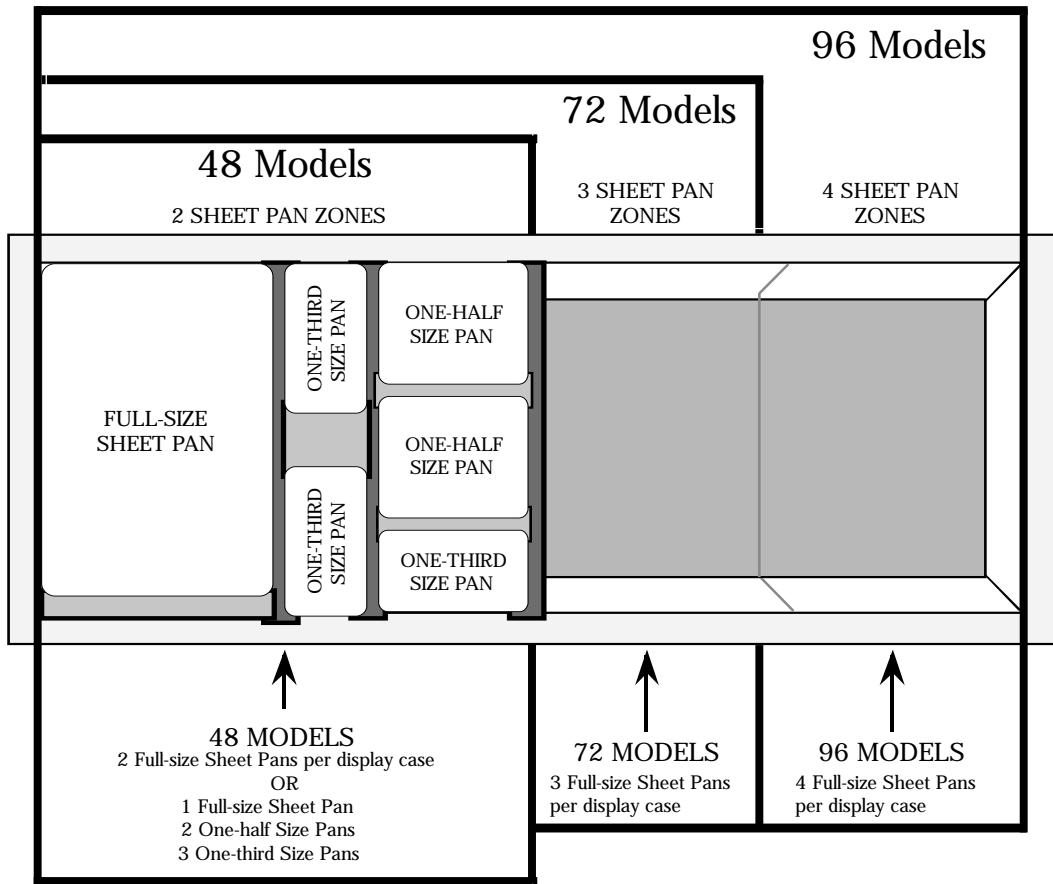 96 Models
72 Models
48 Models
2 SHEET PAN ZONES
3 SHEET PAN
ZONES
4 SHEET PAN
ZONES
FULL-SIZE
SHEET PAN
ONE-THIRD
SIZE PAN
ONE-THIRD
SIZE PAN
ONE-HALF
SIZE PAN
ONE-HALF
SIZE PAN
ONE-THIRD
SIZE PAN
48 MODELS
2 Full-size Sheet Pans per display case
OR
1 Full-size Sheet Pan
2 One-half Size Pans
3 One-third Size Pans
72 MODELS
3 Full-size Sheet Pans
per display case
96 MODELS
4 Full-size Sheet Pans
per display case